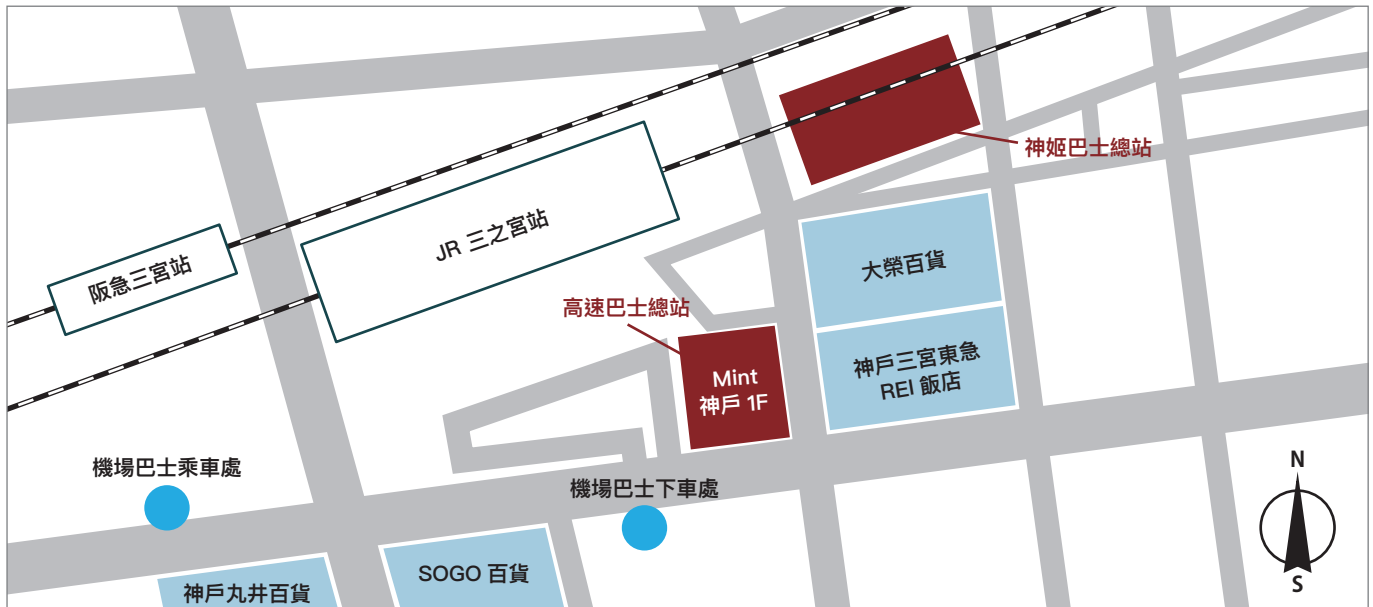 神姬巴士總站
JR 三之宮站
阪急三宮站
大榮百貨
高速巴士總站
神戶三宮東急
REI 飯店
Mint
神戶 1F
機場巴士乘車處
機場巴士下車處
N
S
SOGO 百貨
神戶丸井百貨